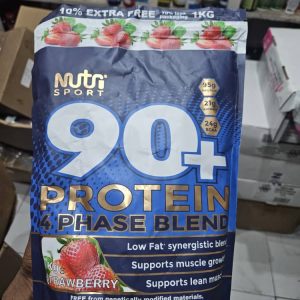 10% EXTRA FREE 1KG
Nutri
SPORT
90+
PROTEIN
4 PHASE BLEND
Low Fat synergistic blend
Supports muscle growth
Supports lean mass
STRAWBERRY
FREE from genetically modified materials.